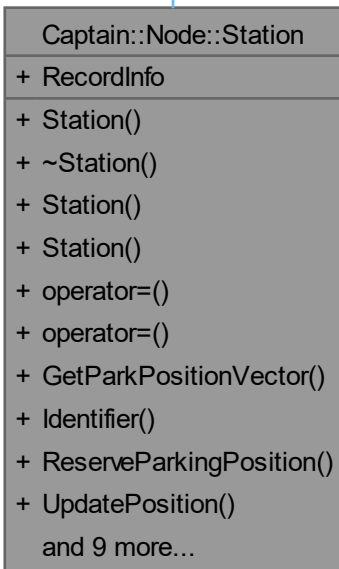 Captain::Node::Station
+ RecordInfo
+ Station()
+ ~Station()
+ Station()
+ Station()
+ operator=()
+ operator=()
+ GetParkPositionVector()
+ Identifier()
+ ReserveParkingPosition()
+ UpdatePosition()
and 9 more...